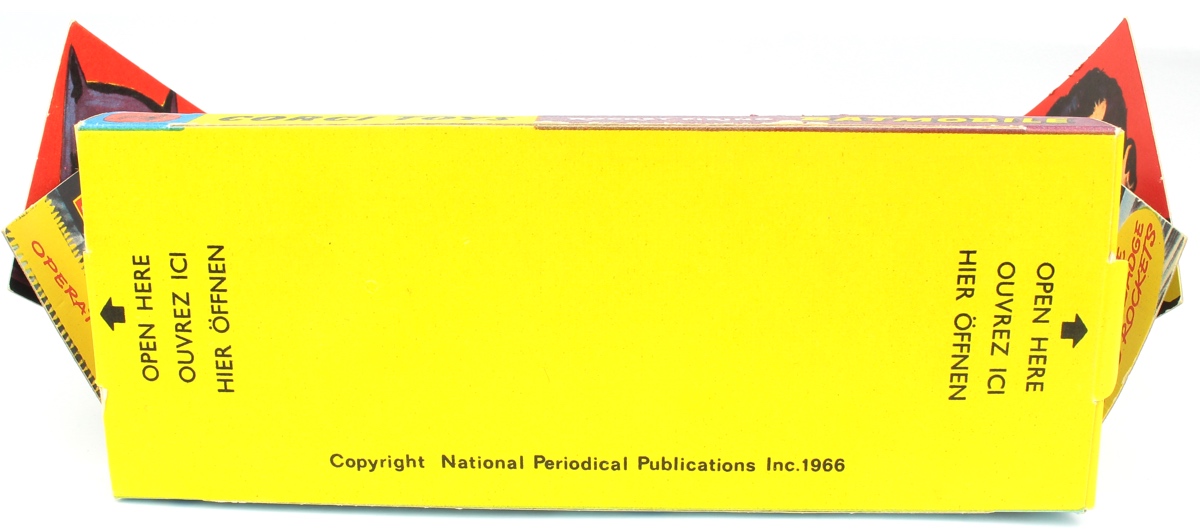 CORGI TOYS
BATMOBILE
OPERAT
ROCKETS
OPEN HERE
OUVREZ ICI
HIER ÖFFNEN
OPEN HERE
OUVREZ ICI
HIER ÖFFNEN
Copyright National Periodical Publications Inc.1966